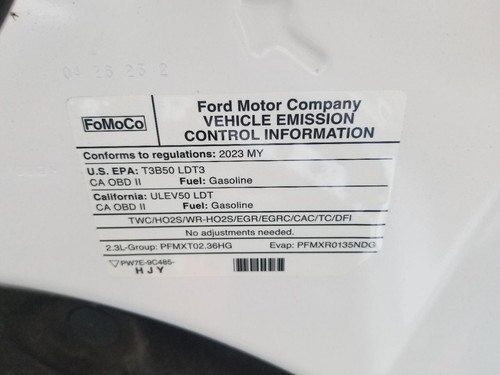 FoMoCo
Ford Motor Company
VEHICLE EMISSION
CONTROL INFORMATION
Conforms to regulations: 2023 MY
U.S. EPA: T3B50 LDT3
CA OBD II Fuel: Gasoline
California: ULEV50 LDT
CA OBD II Fuel: Gasoline
TWC/HO2S/WR-HO2S/EGR/EGRC/CAC/TC/DFI
No adjustments needed.
2.3L-Group: PFMXT02.36HG Evap: PFMXR0135NDG
PW7E-9C485-
HJY